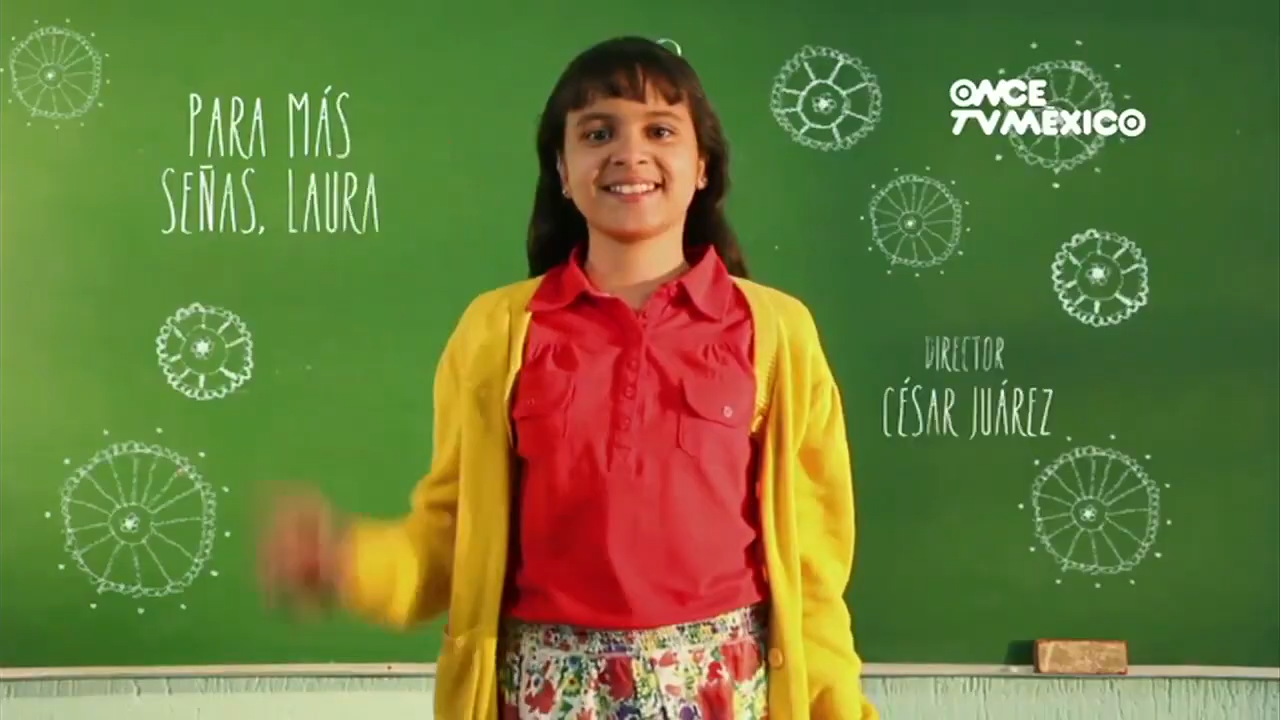 PARA MÁS
SEÑAS, LAURA
ONCE
TV MÉXICO
DIRECTOR
CÉSAR JUÁREZ